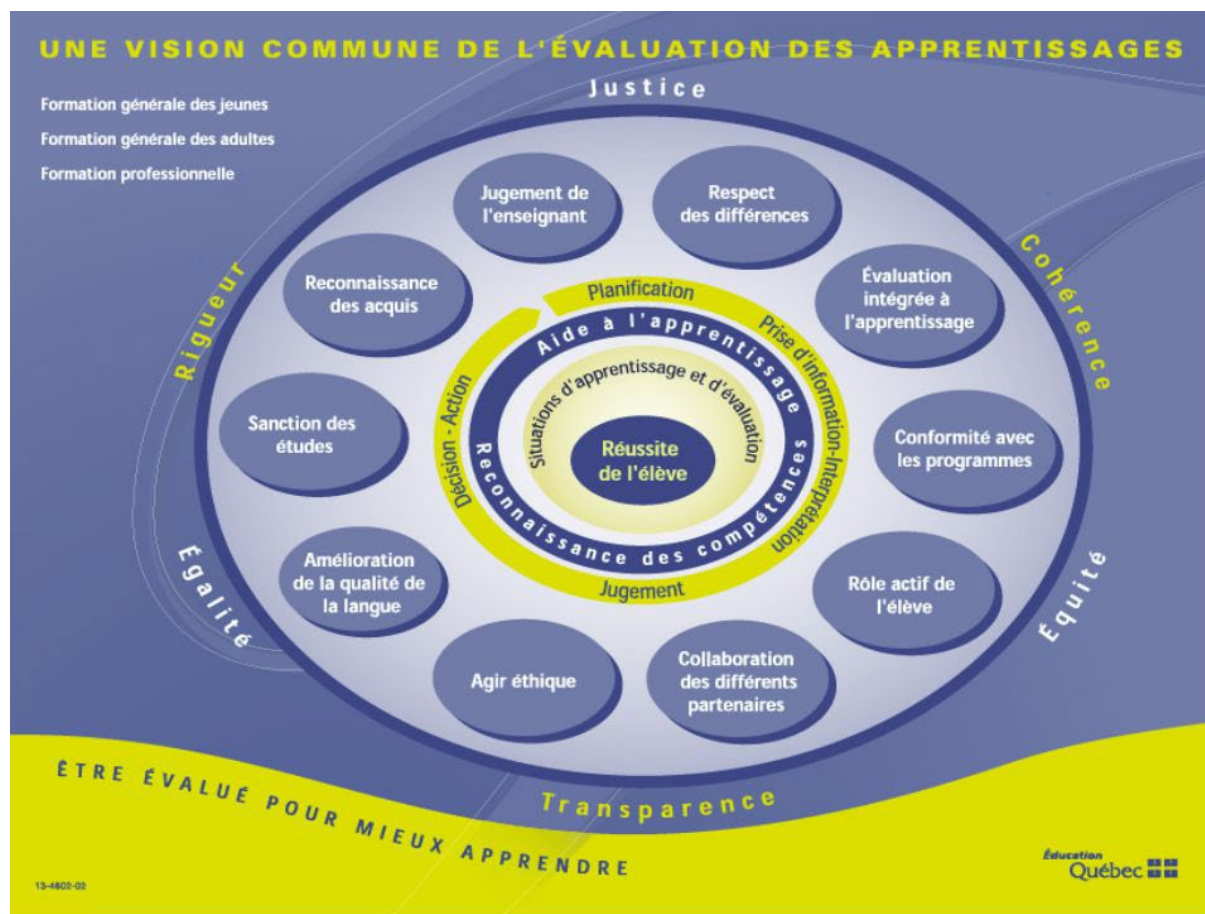 UNE VISION COMMUNE DE L'ÉVALUATION DES APPRENTISSAGES
Formation générale des jeunes
Formation générale des adultes
Formation professionnelle
Justice
Cohérence
Équité
Transparence
Égalité
Rigueur
Jugement de
l'enseignant
Respect
des différences
Évaluation
intégrée à
l'apprentissage
Conformité avec
les programmes
Rôle actif de
l'élève
Collaboration
des différents
partenaires
Agir éthique
Amélioration
de la qualité de
la langue
Sanction des
études
Reconnaissance
des acquis
Planification
Prise d'information-Interprétation
Jugement
Décision - Action
Aide à l'apprentissage
Reconnaissance des compétences
Situations d'apprentissage et d'évaluation
Réussite
de l'élève
ÊTRE ÉVALUÉ POUR MIEUX APPRENDRE
13-4602-02
Éducation
Québec